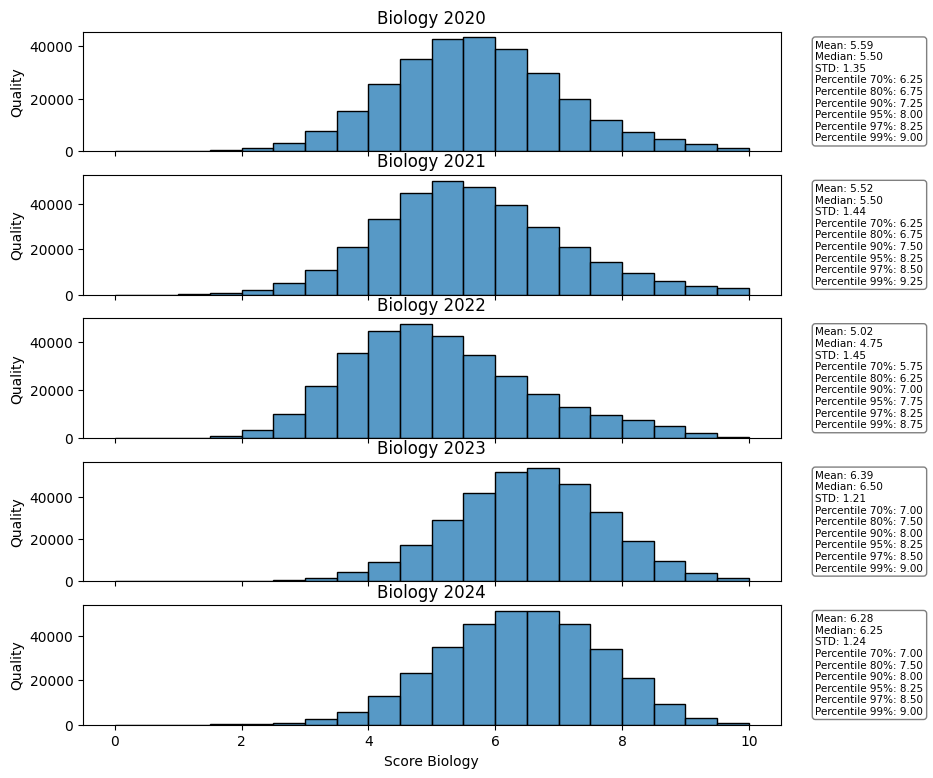 Biology 2020
40000
20000
0
Quality
Mean: 5.59
Median: 5.50
STD: 1.35
Percentile 70%: 6.25
Percentile 80%: 6.75
Percentile 90%: 7.25
Percentile 95%: 8.00
Percentile 97%: 8.25
Percentile 99%: 9.00
Biology 2021
40000
20000
0
Quality
Mean: 5.52
Median: 5.50
STD: 1.44
Percentile 70%: 6.25
Percentile 80%: 6.75
Percentile 90%: 7.50
Percentile 95%: 8.25
Percentile 97%: 8.50
Percentile 99%: 9.25
Biology 2022
40000
20000
0
Quality
Mean: 5.02
Median: 4.75
STD: 1.45
Percentile 70%: 5.75
Percentile 80%: 6.25
Percentile 90%: 7.00
Percentile 95%: 7.75
Percentile 97%: 8.25
Percentile 99%: 8.75
Biology 2023
40000
20000
0
Quality
Mean: 6.39
Median: 6.50
STD: 1.21
Percentile 70%: 7.00
Percentile 80%: 7.50
Percentile 90%: 8.00
Percentile 95%: 8.25
Percentile 97%: 8.50
Percentile 99%: 9.00
Biology 2024
40000
20000
0
Quality
Mean: 6.28
Median: 6.25
STD: 1.24
Percentile 70%: 7.00
Percentile 80%: 7.50
Percentile 90%: 8.00
Percentile 95%: 8.25
Percentile 97%: 8.50
Percentile 99%: 9.00
0 2 4 6 8 10
Score Biology